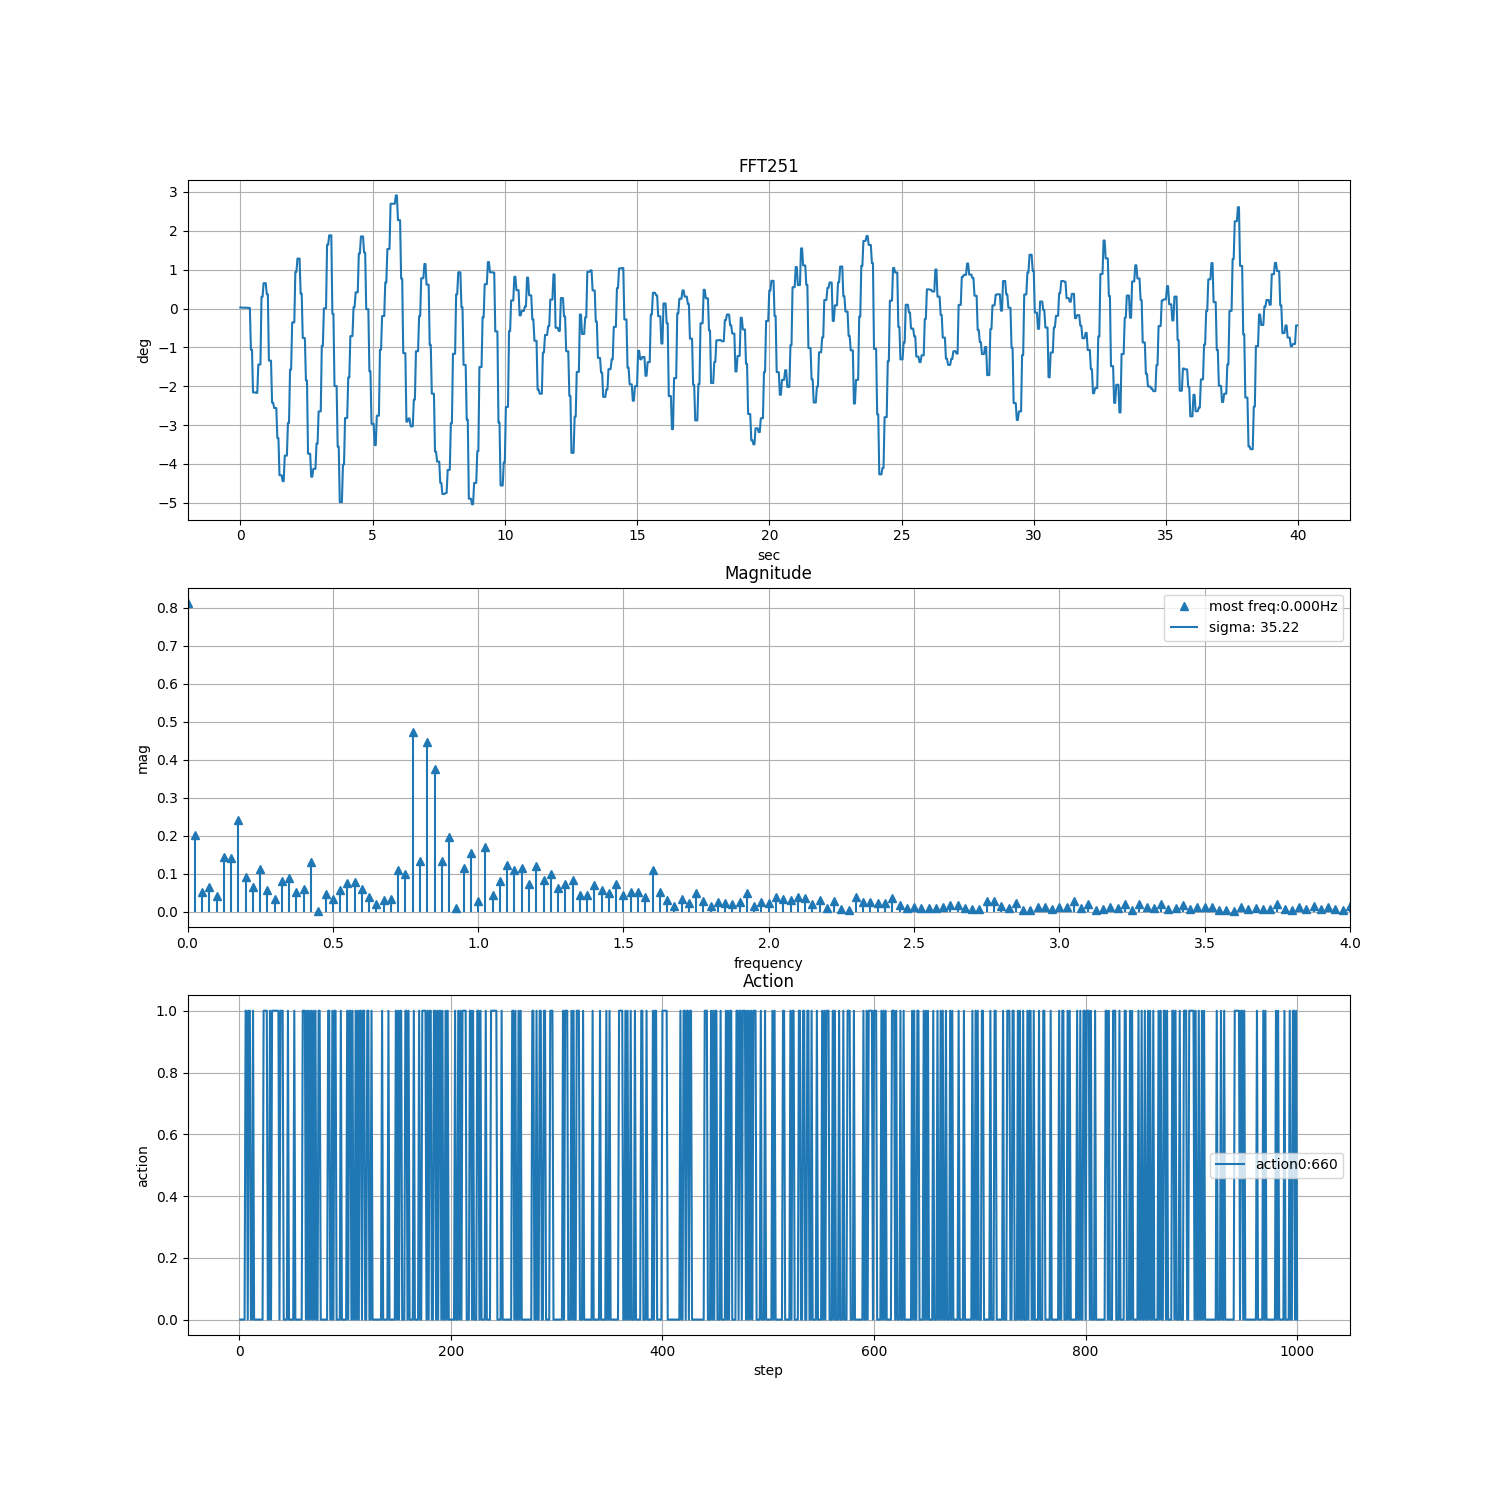 FFT251
3
2
1
0
−1
−2
−3
−4
−5
deg
0 5 10 15 20 25 30 35 40
sec
Magnitude
0.8
0.7
0.6
0.5
0.4
0.3
0.2
0.1
0.0
mag
most freq:0.000Hz
sigma: 35.22
0.0 0.5 1.0 1.5 2.0 2.5 3.0 3.5 4.0
frequency
Action
1.0
0.8
0.6
0.4
0.2
0.0
action
action0:660
0 200 400 600 800 1000
step